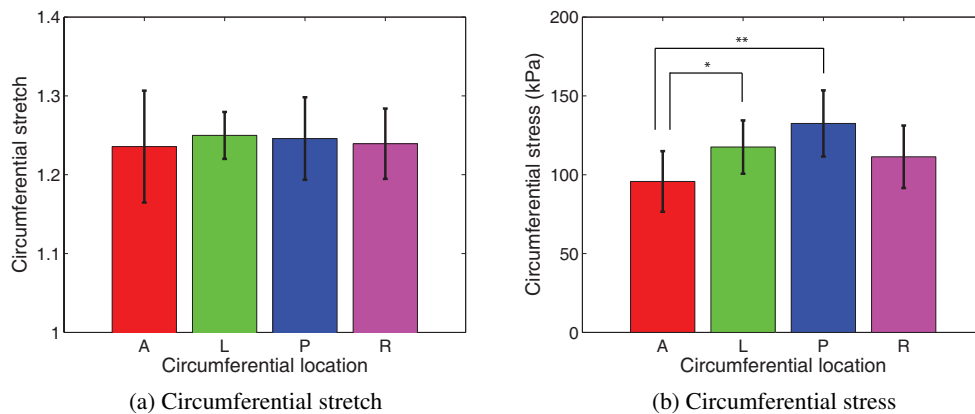 1.4
1.3
1.2
1.1
1
Circumferential stretch
A L P R
Circumferential location
(a) Circumferential stretch
200
150
100
50
0
Circumferential stress (kPa)
**
*
A L P R
Circumferential location
(b) Circumferential stress